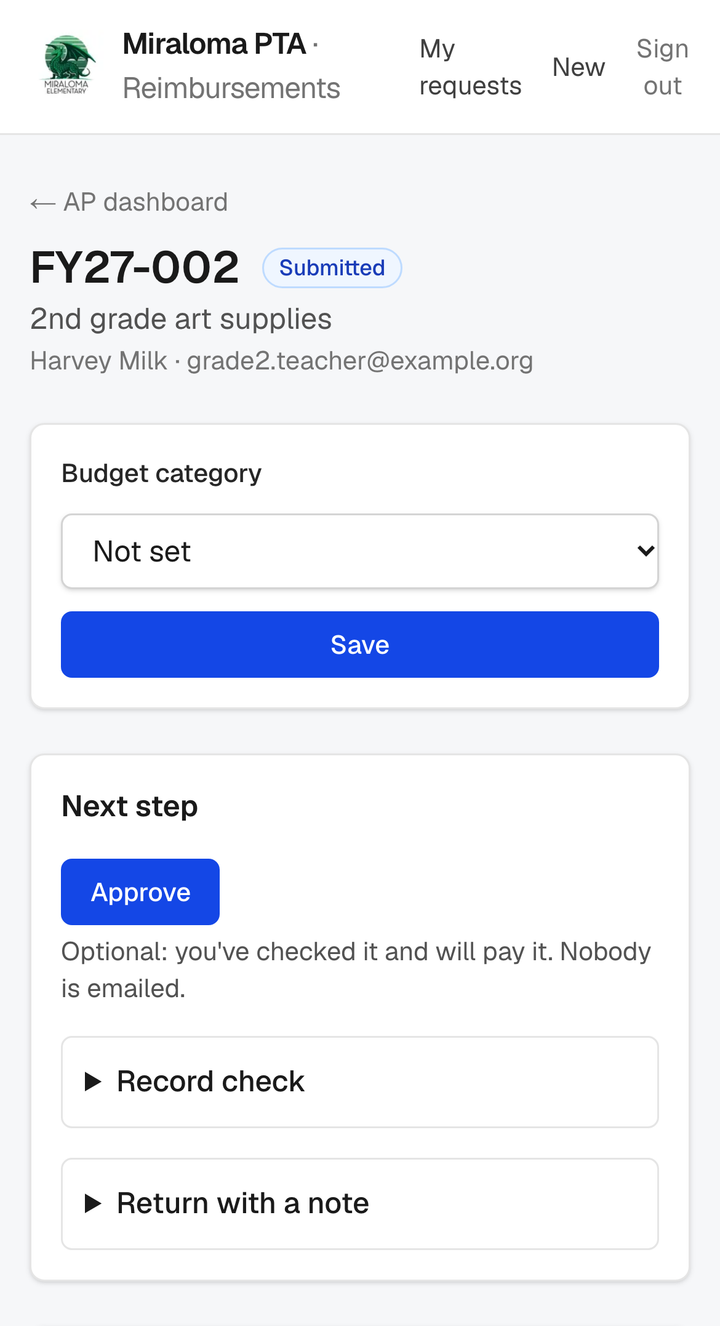 MIRALOMA
ELEMENTARY
Miraloma PTA ·
Reimbursements
My
requests
New
Sign
out
← AP dashboard
FY27-002
Submitted
2nd grade art supplies
Harvey Milk · grade2.teacher@example.org
Budget category
Not set
Save
Next step
Approve
Optional: you've checked it and will pay it. Nobody
is emailed.
▶ Record check
▶ Return with a note